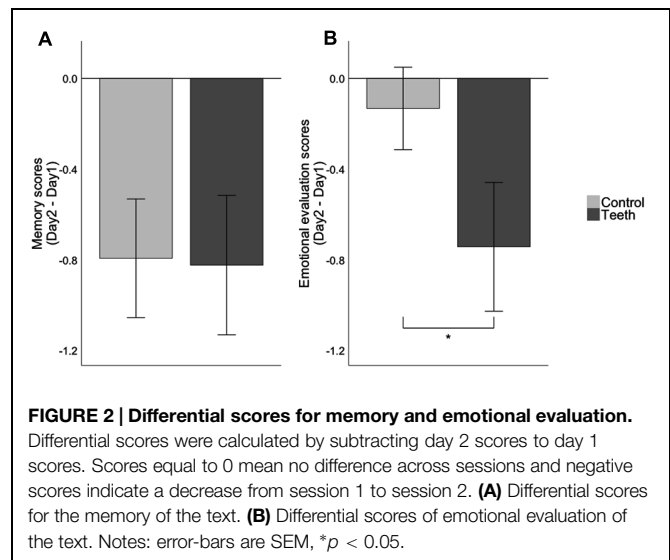 A
B
0.0
-0.4
-0.8
-1.2
Memory scores
(Day2 - Day1)
0.0
-0.4
-0.8
-1.2
Emotional evaluation scores
(Day2 - Day1)
*
Control
Teeth
FIGURE 2 | Differential scores for memory and emotional evaluation.
Differential scores were calculated by subtracting day 2 scores to day 1
scores. Scores equal to 0 mean no difference across sessions and negative
scores indicate a decrease from session 1 to session 2. (A) Differential scores
for the memory of the text. (B) Differential scores of emotional evaluation of
the text. Notes: error-bars are SEM, *p < 0.05.